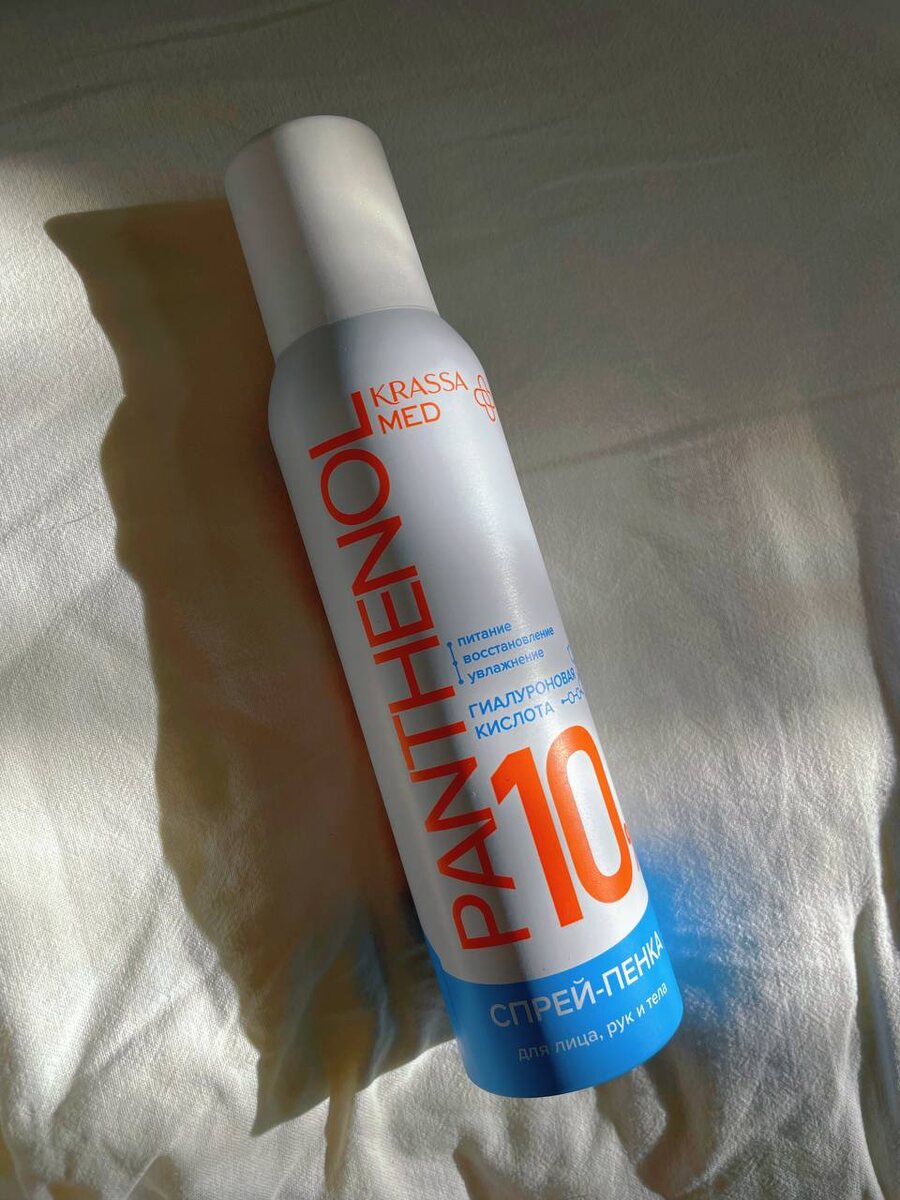 KRASSA
MED
PANTHENOL
питание
восстановление
увлажнение
ГИАЛУРОНОВАЯ
КИСЛОТА
10%
СПРЕЙ-ПЕНКА
для лица, рук и тела